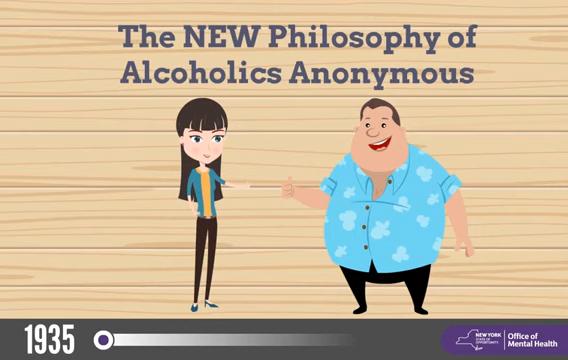 The NEW Philosophy of
Alcoholics Anonymous
1935
NEW YORK
STATE OF
OPPORTUNITY.
Office of
Mental Health